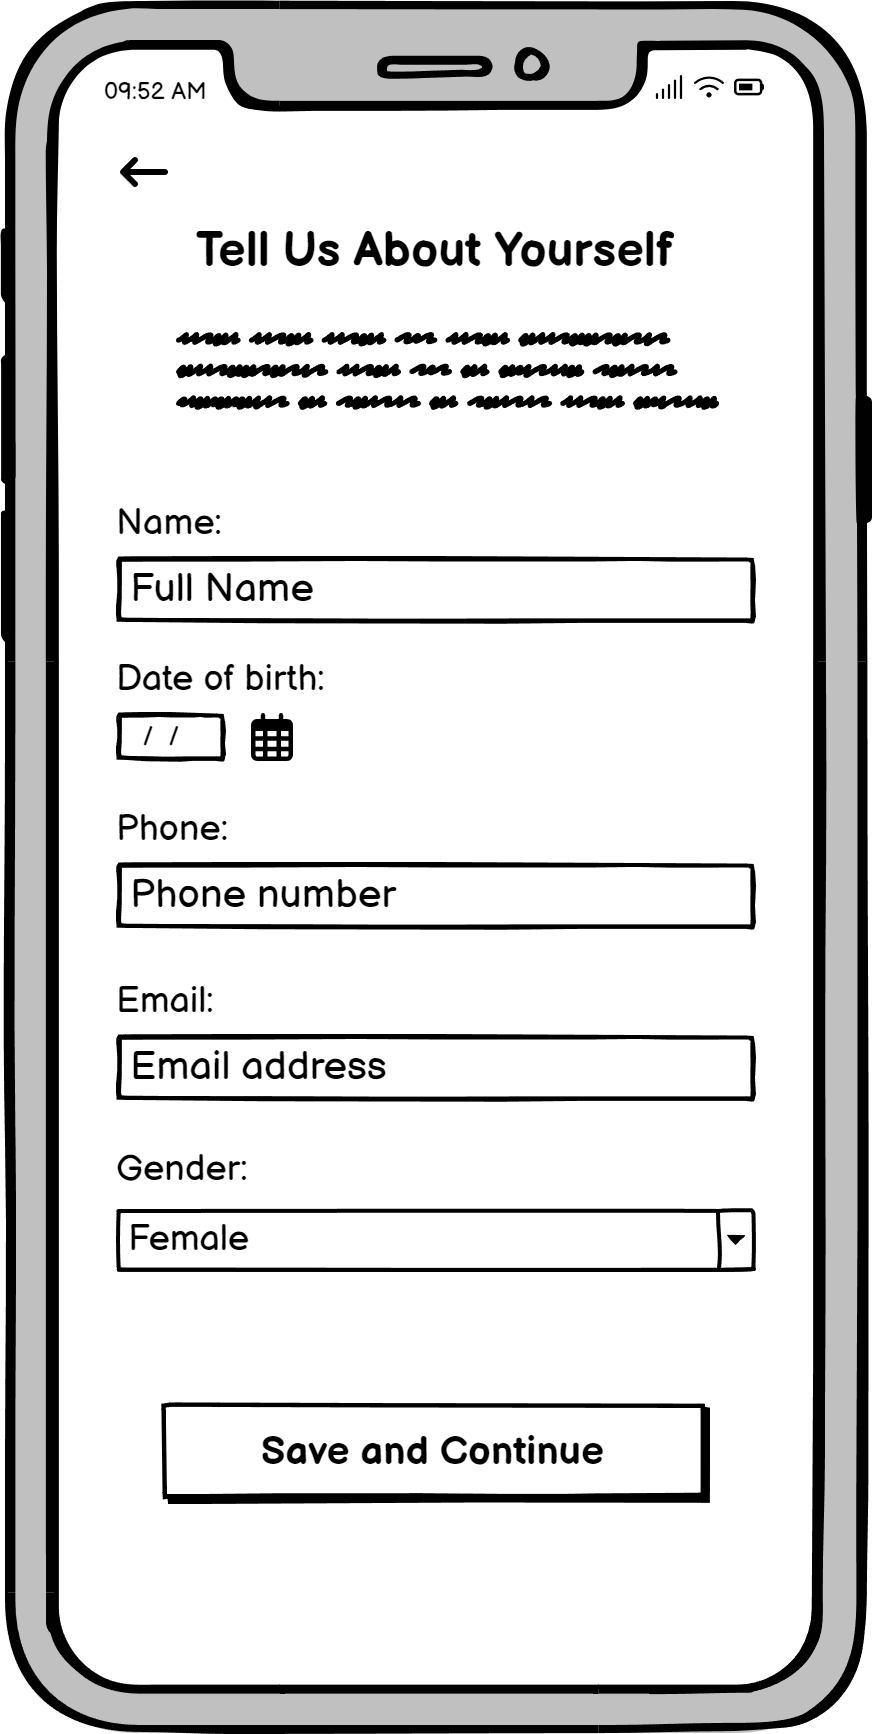 09:52 AM
Tell Us About Yourself
Name:
Full Name
Date of birth:
/ /
Phone:
Phone number
Email:
Email address
Gender:
Female
Save and Continue